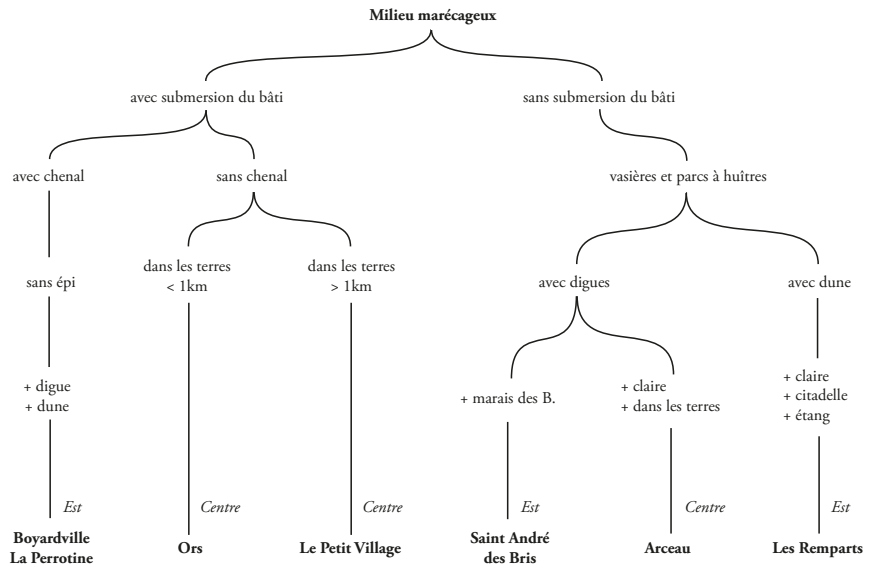 Milieu marécageux
avec submersion du bâti
sans submersion du bâti
avec chenal
sans chenal
vasières et parcs à huîtres
dans les terres
< 1km
dans les terres
> 1km
sans épi
avec digues
avec dune
+ digue
+ dune
+ marais des B.
+ claire
+ dans les terres
+ claire
+ citadelle
+ étang
Est
Centre
Centre
Est
Centre
Est
Boyardville
La Perrotine
Ors
Le Petit Village
Saint André
des Bris
Arceau
Les Remparts